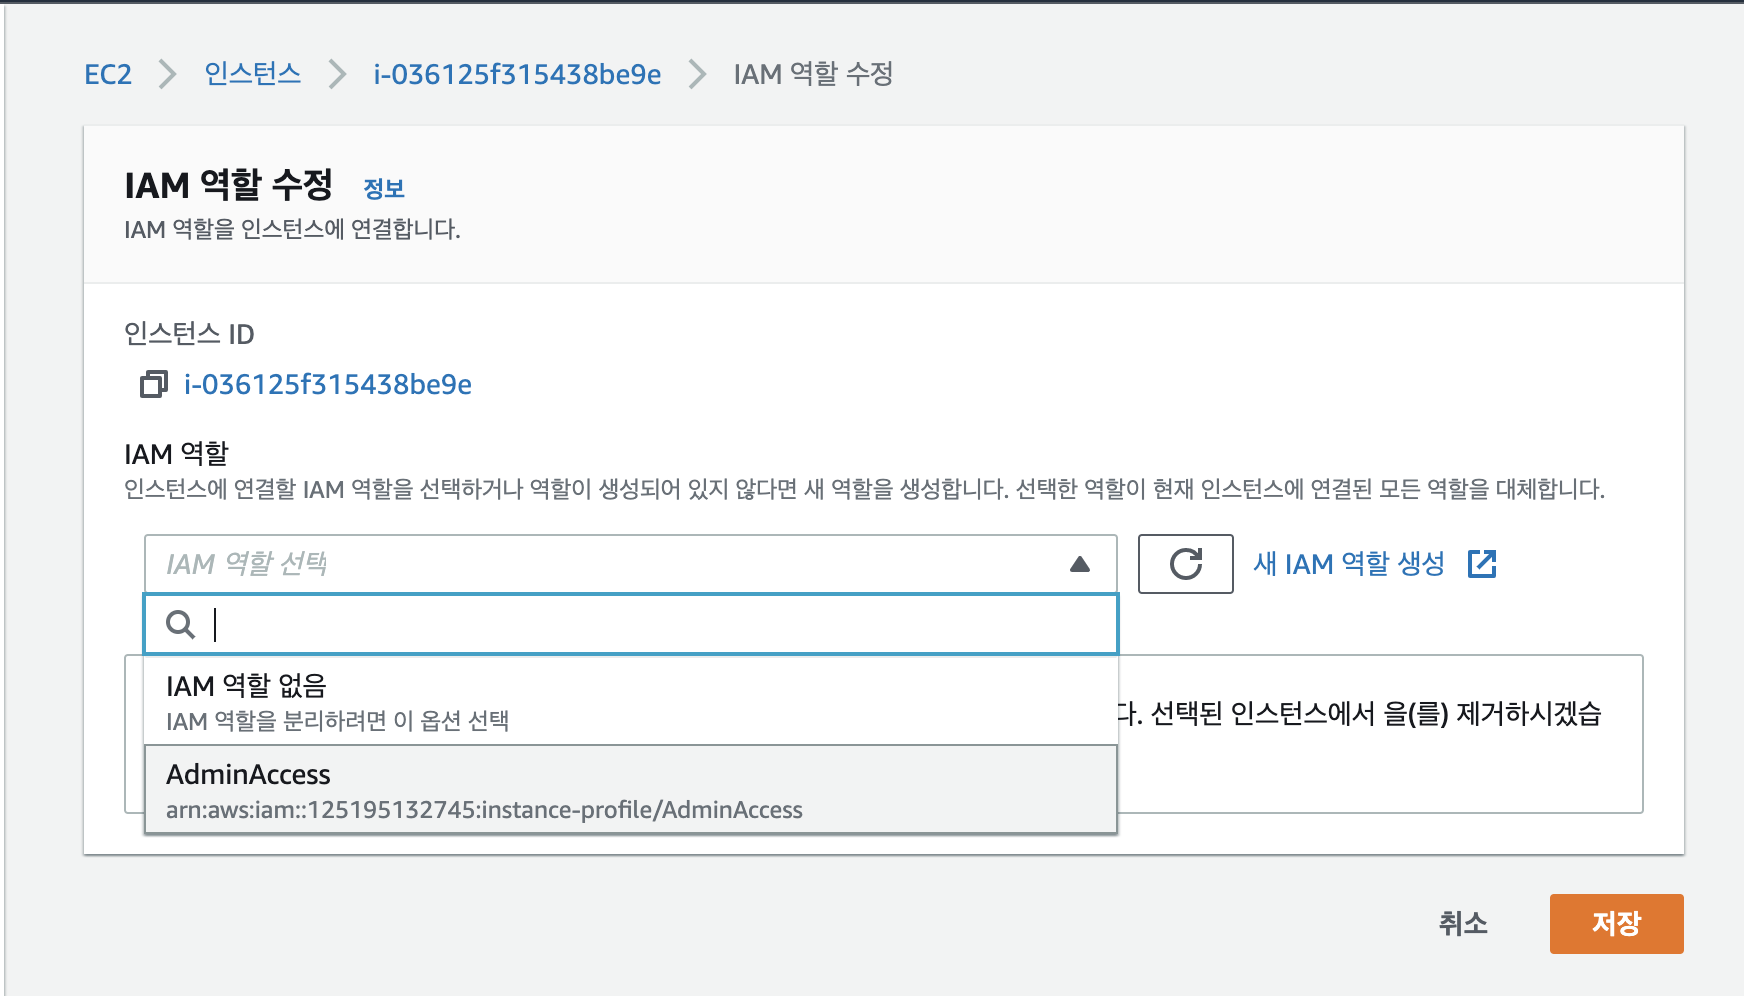 EC2 > 인스턴스 > i-036125f315438be9e > IAM 역할 수정
IAM 역할 수정 정보
IAM 역할을 인스턴스에 연결합니다.
인스턴스 ID
i-036125f315438be9e
IAM 역할
인스턴스에 연결할 IAM 역할을 선택하거나 역할이 생성되어 있지 않다면 새 역할을 생성합니다. 선택한 역할이 현재 인스턴스에 연결된 모든 역할을 대체합니다.
IAM 역할 선택
새 IAM 역할 생성
IAM 역할 없음
IAM 역할을 분리하려면 이 옵션 선택
다. 선택된 인스턴스에서 을(를) 제거하시겠습
AdminAccess
arn:aws:iam::125195132745:instance-profile/AdminAccess
취소
저장